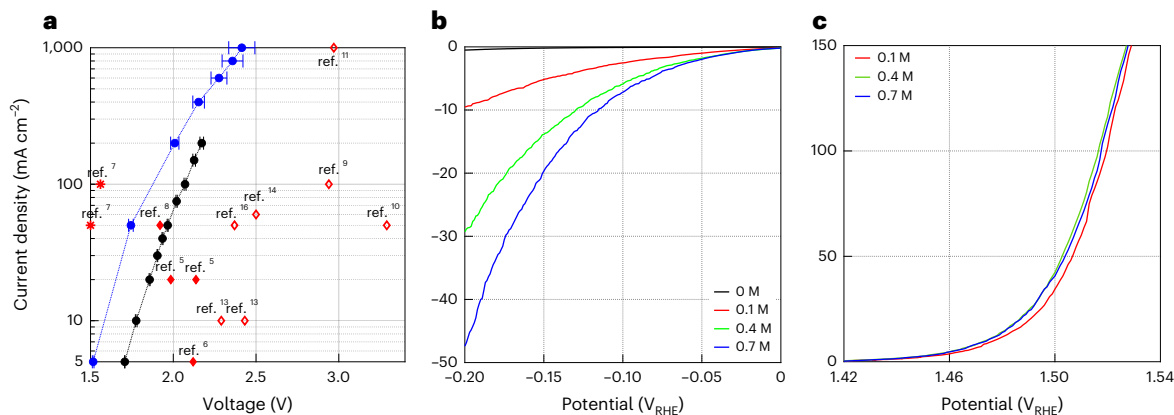 a
b
c
1,000
100
10
5
Current density (mA cm−2)
1.5
2.0
2.5
3.0
Voltage (V)
ref. 11
ref. 7
ref. 9
ref. 14
ref. 7
ref. 8
ref. 16
ref. 10
ref. 5
ref. 5
ref. 13
ref. 13
ref. 6
0
−10
−20
−30
−40
−50
−0.20
−0.15
−0.10
−0.05
0
Potential (VRHE)
0 M
0.1 M
0.4 M
0.7 M
150
100
50
0
1.42
1.46
1.50
1.54
Potential (VRHE)
0.1 M
0.4 M
0.7 M